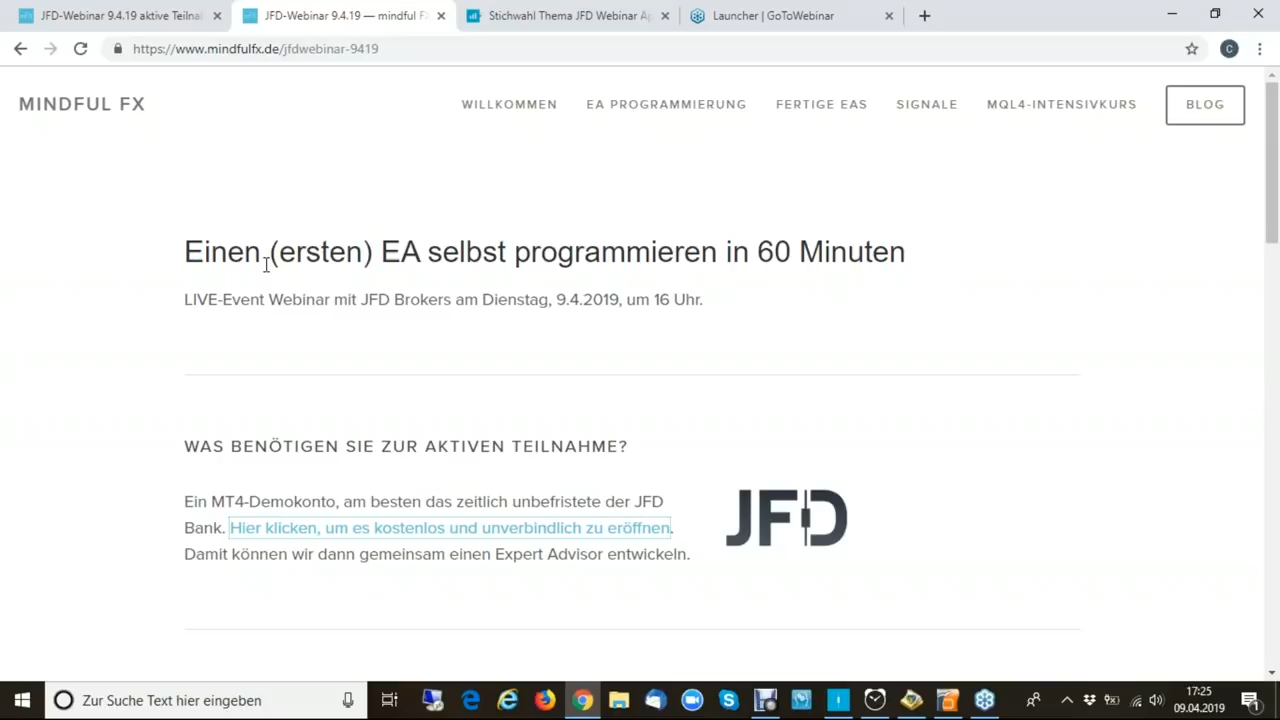 JFD-Webinar 9.4.19 aktive Teilnal
JFD-Webinar 9.4.19 — mindful F
Stichwahl Thema JFD Webinar A
Launcher | GoToWebinar
https://www.mindfulfx.de/jfdwebinar-9419
C
MINDFUL FX
WILLKOMMEN
EA PROGRAMMIERUNG
FERTIGE EAS
SIGNALE
MQL4-INTENSIVKURS
BLOG
Einen (ersten) EA selbst programmieren in 60 Minuten
LIVE-Event Webinar mit JFD Brokers am Dienstag, 9.4.2019, um 16 Uhr.
WAS BENÖTIGEN SIE ZUR AKTIVEN TEILNAHME?
Ein MT4-Demokonto, am besten das zeitlich unbefristete der JFD
Bank. Hier klicken, um es kostenlos und unverbindlich zu eröffnen.
Damit können wir dann gemeinsam einen Expert Advisor entwickeln.
JFD
Zur Suche Text hier eingeben
17:25
09.04.2019
1